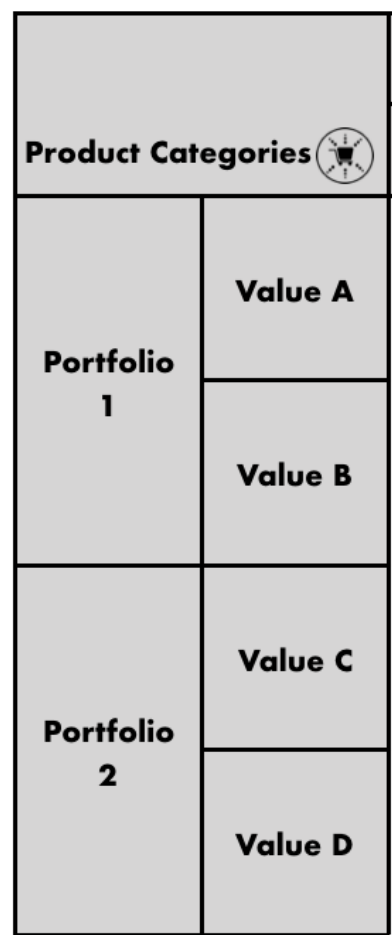 Product Categories
Portfolio
1
Value A
Value B
Portfolio
2
Value C
Value D